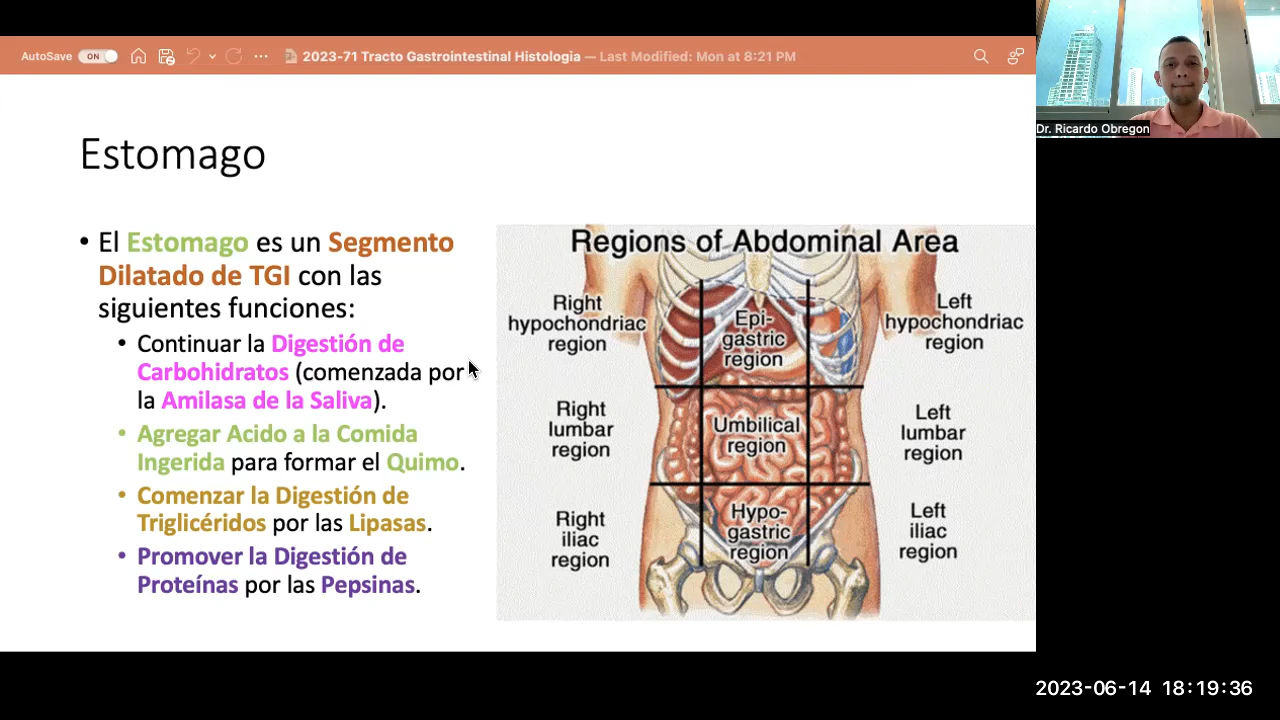 AutoSave ON 2023-71 Tracto Gastrointestinal Histologia — Last Modified: Mon at 8:21 PM
Dr. Ricardo Obregon
Estomago
• El Estomago es un Segmento
Dilatado de TGI con las
siguientes funciones:
• Continuar la Digestión de
Carbohidratos (comenzada por
la Amilasa de la Saliva).
• Agregar Acido a la Comida
Ingerida para formar el Quimo.
• Comenzar la Digestión de
Triglicéridos por las Lipasas.
• Promover la Digestión de
Proteínas por las Pepsinas.
Regions of Abdominal Area
Right
hypochondriac
region
Epi-
gastric
region
Left
hypochondriac
region
Right
lumbar
region
Umbilical
region
Left
lumbar
region
Right
iliac
region
Hypo-
gastric
region
Left
iliac
region
2023-06-14 18:19:36